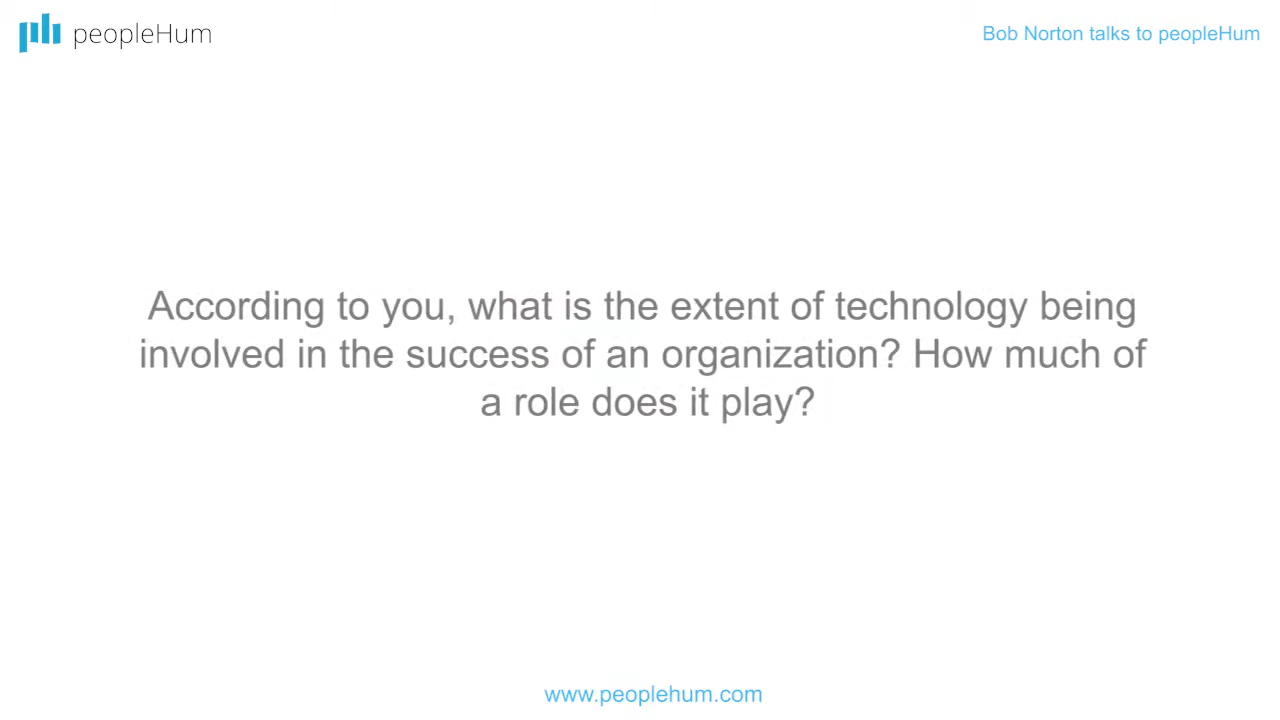 peopleHum
Bob Norton talks to peopleHum
According to you, what is the extent of technology being
involved in the success of an organization? How much of
a role does it play?
www.peoplehum.com